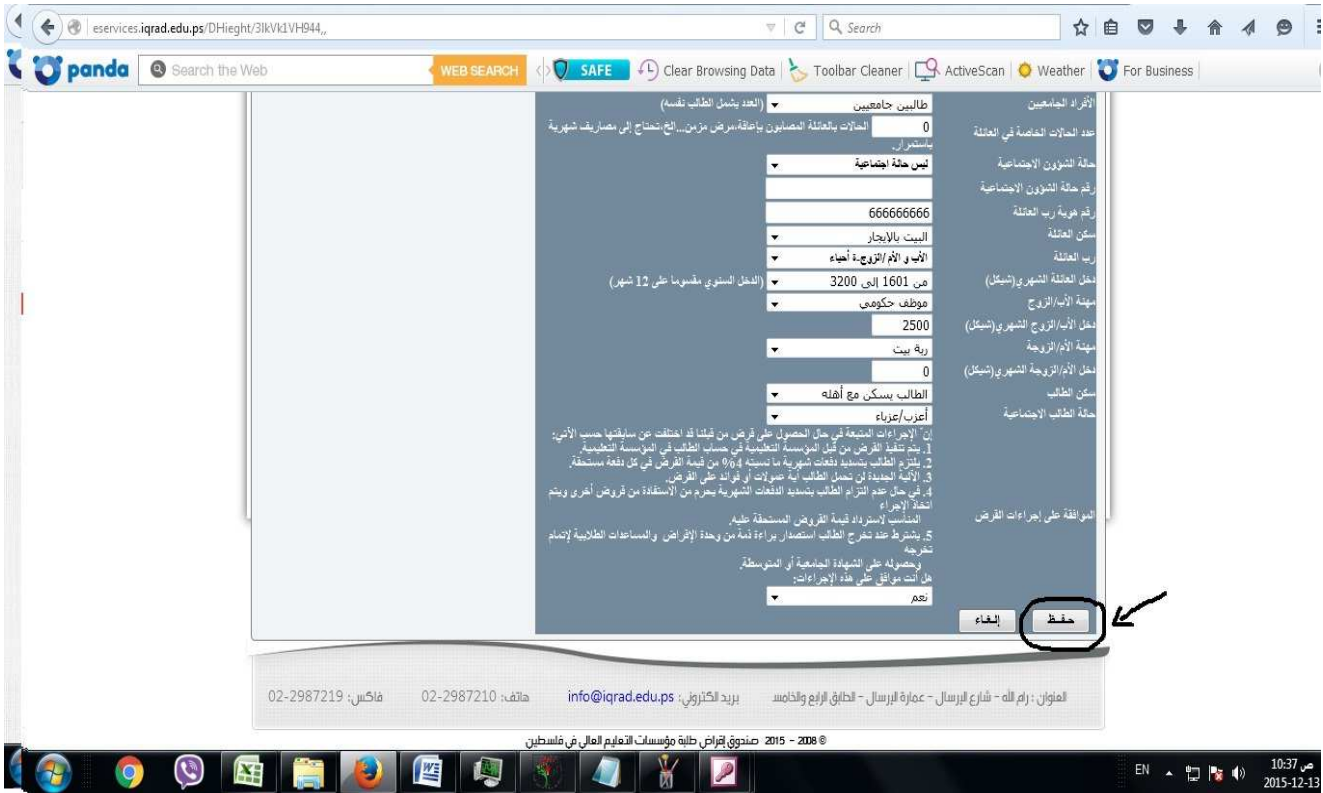 eservices.iqrad.edu.ps/DHieght/3IkVk1VH944,,
Search
panda
Search the Web
WEB SEARCH
SAFE
Clear Browsing Data
Toolbar Cleaner
ActiveScan
Weather
For Business
الأفراد الجامعيين
طالبين جامعيين
(العدد يشمل الطالب نفسه)
عدد الحالات الخاصة في العائلة
0
الحالات بالعائلة المصابون بإعاقة،مرض مزمن...الخ،تحتاج إلى مصاريف شهرية
باستمرار.
حالة الشؤون الاجتماعية
ليس حالة اجتماعية
رقم حالة الشؤون الاجتماعية
رقم هوية رب العائلة
666666666
سكن العائلة
البيت بالإيجار
رب العائلة
الأب و الأم /الزوج-ة أحياء
دخل العائلة الشهري(شيكل)
من 1601 إلى 3200
(الدخل السنوي مقسوما على 12 شهر)
مهنة الأب/الزوج
موظف حكومي
دخل الأب/الزوج الشهري(شيكل)
2500
مهنة الأم/الزوجة
ربة بيت
دخل الأم/الزوجة الشهري(شيكل)
0
سكن الطالب
الطالب يسكن مع أهله
حالة الطالب الاجتماعية
أعزب/عزباء
الموافقة على إجراءات القرض
إن الإجراءات المتبعة في حال الحصول على قرض من قبلنا قد اختلفت عن سابقتها حسب الآتي:
1. يتم تنفيذ القرض من قبل المؤسسة التعليمية في حساب الطالب في المؤسسة التعليمية.
2. يلتزم الطالب بتسديد دفعات شهرية ما نسبته 4% من قيمة القرض في كل دفعة مستحقة.
3. الآلية الجديدة لن تحمل الطالب أية عمولات أو فوائد على القرض.
4. في حال عدم التزام الطالب بتسديد الدفعات الشهرية يحرم من الاستفادة من قروض أخرى ويتم
اتخاذ الإجراء
المناسب لاسترداد قيمة القروض المستحقة عليه.
5. يشترط عند تخرج الطالب استصدار براءة ذمة من وحدة الإقراض والمساعدات الطلابية لإتمام
تخرجه
وحصوله على الشهادة الجامعية أو المتوسطة.
هل أنت موافق على هذه الإجراءات:
نعم
حفظ
إلغاء
العنوان : رام الله - شارع الإرسال - عمارة الإرسال - الطابق الرابع والخامس
بريد الكتروني: info@iqrad.edu.ps
هاتف: 02-2987210
فاكس: 02-2987219
© 2008 - 2015 صندوق إقراض طلبة مؤسسات التعليم العالي في فلسطين
EN
10:37 ص
2015-12-13